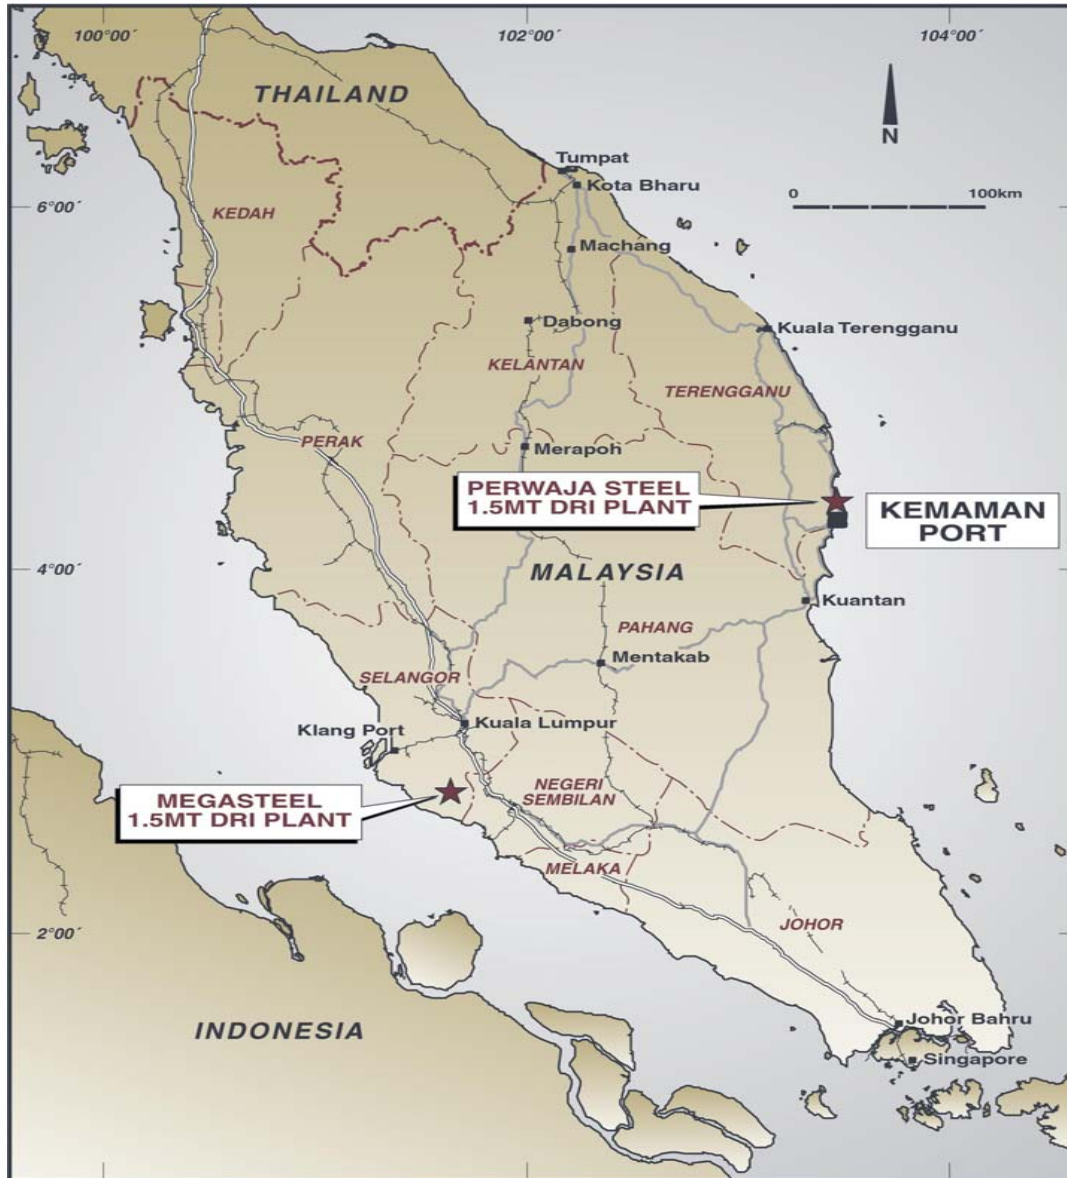 100°00´
102°00´
104°00´
THAILAND
N
Tumpat
Kota Bharu
0
100km
6°00´
KEDAH
Machang
Dabong
Kuala Terengganu
KELANTAN
TERENGGANU
PERAK
Merapoh
PERWAJA STEEL
1.5MT DRI PLANT
KEMAMAN
PORT
4°00´
MALAYSIA
Kuantan
PAHANG
Mentakab
SELANGOR
Klang Port
Kuala Lumpur
MEGASTEEL
1.5MT DRI PLANT
NEGERI
SEMBILAN
MELAKA
JOHOR
2°00´
INDONESIA
Johor Bahru
Singapore